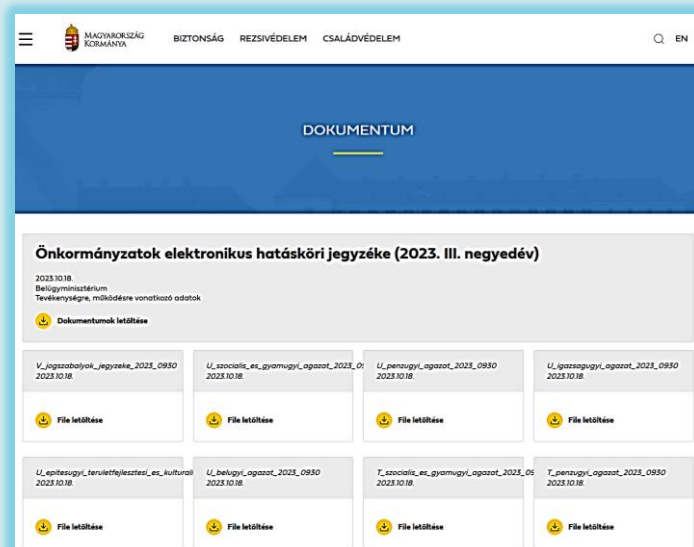 MAGYARORSZÁG
KORMÁNYA
BIZTONSÁG REZSIVÉDELEM CSALÁDVÉDELEM
EN
DOKUMENTUM
Önkormányzatok elektronikus hatásköri jegyzéke (2023. III. negyedév)
2023.10.18.
Belügyminisztérium
Tevékenységre, működésre vonatkozó adatok
Dokumentumok letöltése
V_jogszabalyok_jegyzeke_2023_0930
2023.10.18.
File letöltése
U_szocialis_es_gyamugyi_agazat_2023_0
2023.10.18.
File letöltése
U_penzugyi_agazat_2023_0930
2023.10.18.
File letöltése
U_igazsagugyi_agazat_2023_0930
2023.10.18.
File letöltése
U_epitesugyi_teruletfejlesztesi_es_kulturali
2023.10.18.
File letöltése
U_belugyi_agazat_2023_0930
2023.10.18.
File letöltése
T_szocialis_es_gyamugyi_agazat_2023_09
2023.10.18.
File letöltése
T_penzugyi_agazat_2023_0930
2023.10.18.
File letöltése